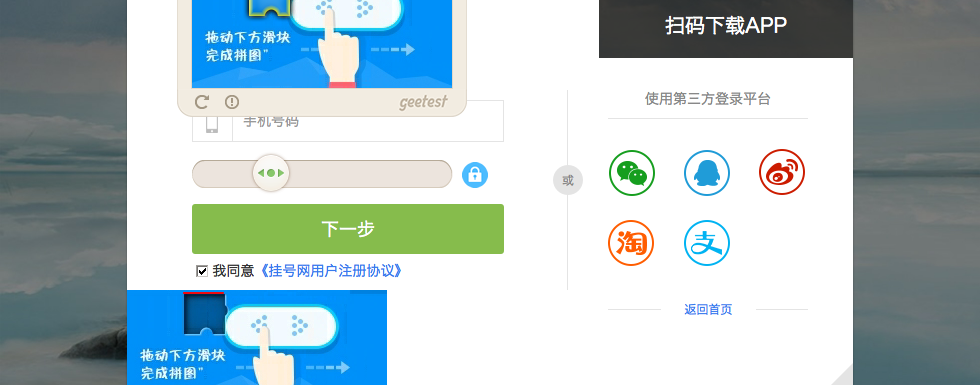 拖动下方滑块
完成拼图"
geetest
手机号码
下一步
我同意《挂号网用户注册协议》
拖动下方滑块
完成拼图"
或
扫码下载APP
使用第三方登录平台
淘
支
返回首页